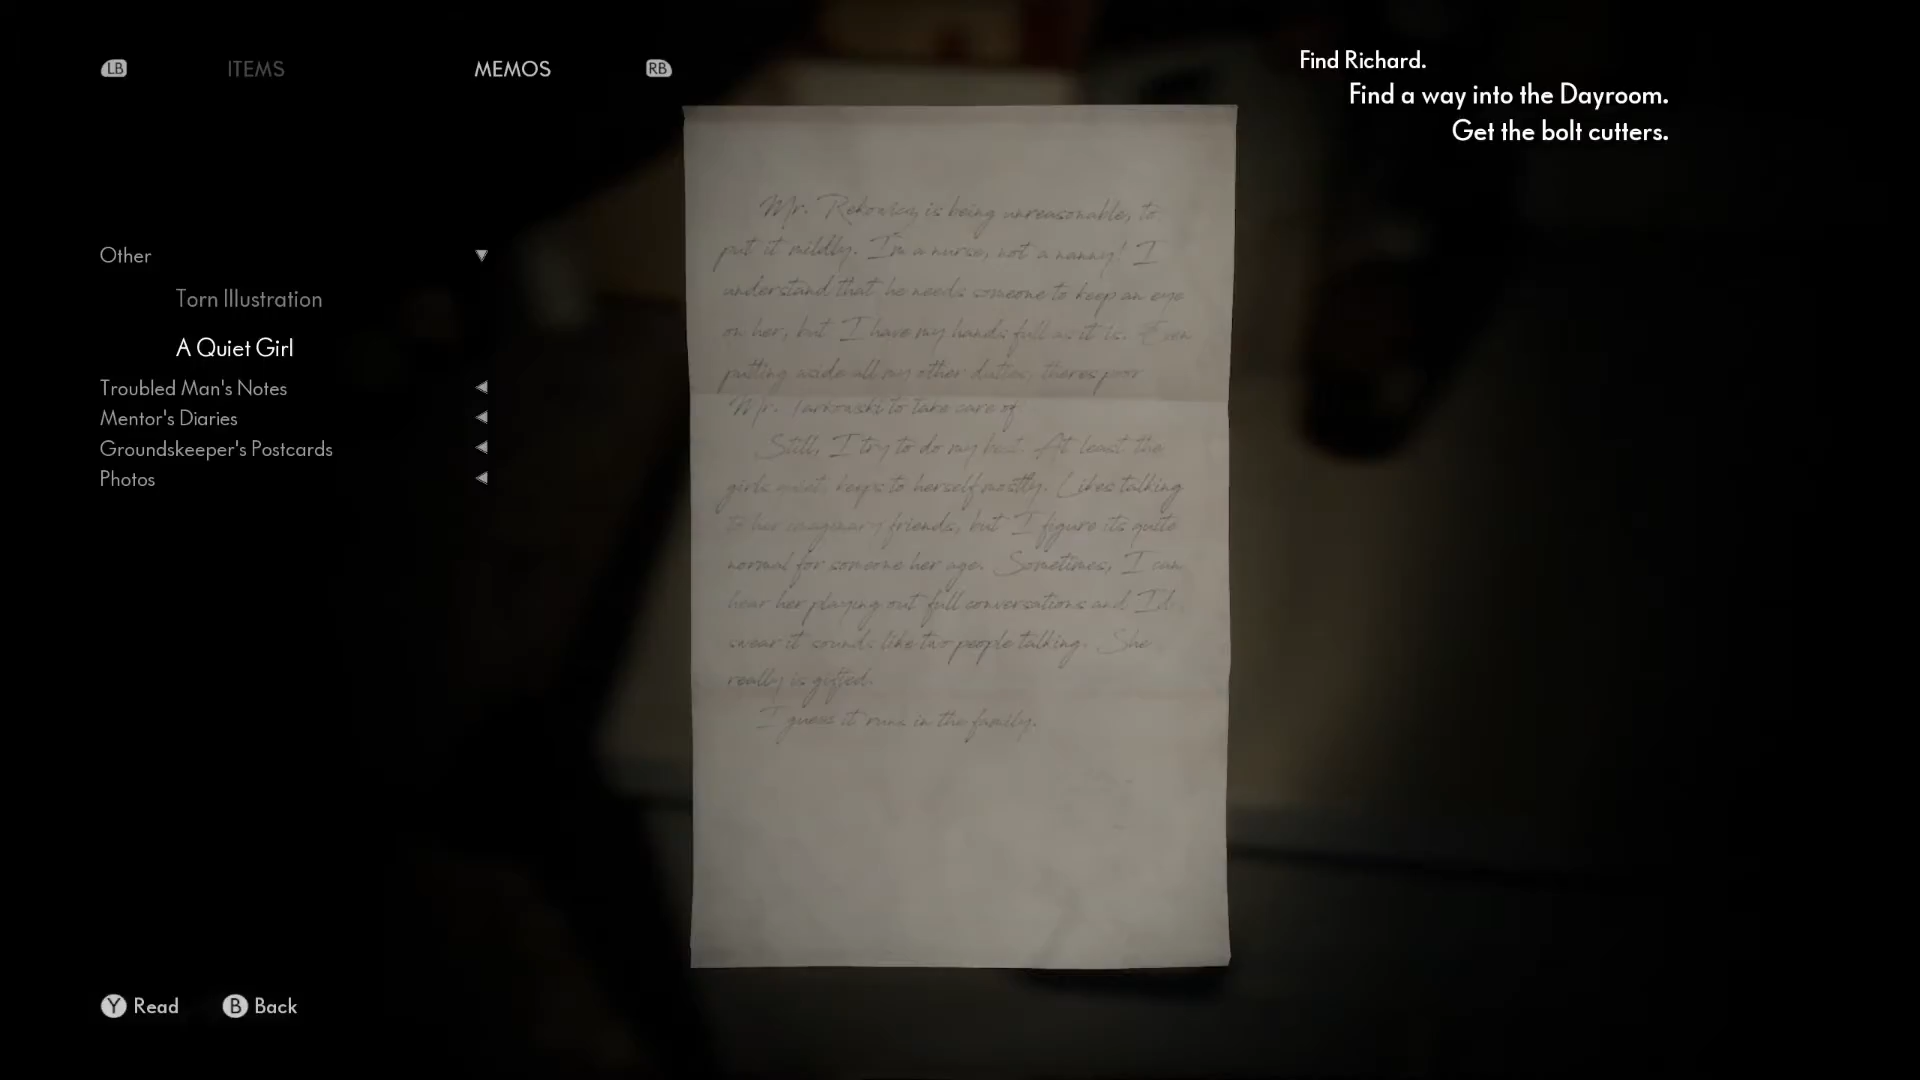 LB
ITEMS
MEMOS
RB
Find Richard.
Find a way into the Dayroom.
Get the bolt cutters.
Other
Torn Illustration
A Quiet Girl
Troubled Man's Notes
Mentor's Diaries
Groundskeeper's Postcards
Photos
Mr. Rekowicz is being unreasonable, to
put it mildly. I'm a nurse, not a nanny! I
understand that he needs someone to keep an eye
on her, but I have my hands full as it is. Even
putting aside all my other duties, theres poor
Mr. Tarkowski to take care of
Still, I try to do my best. At least the
girls quiet, keeps to herself mostly. Likes talking
to her imaginary friends, but I figure its quite
normal for someone her age. Sometimes, I can
hear her playing out full conversations and I'd
swear it sounds like two people talking. She
really is gifted.
I guess it runs in the family.
Y Read
B Back